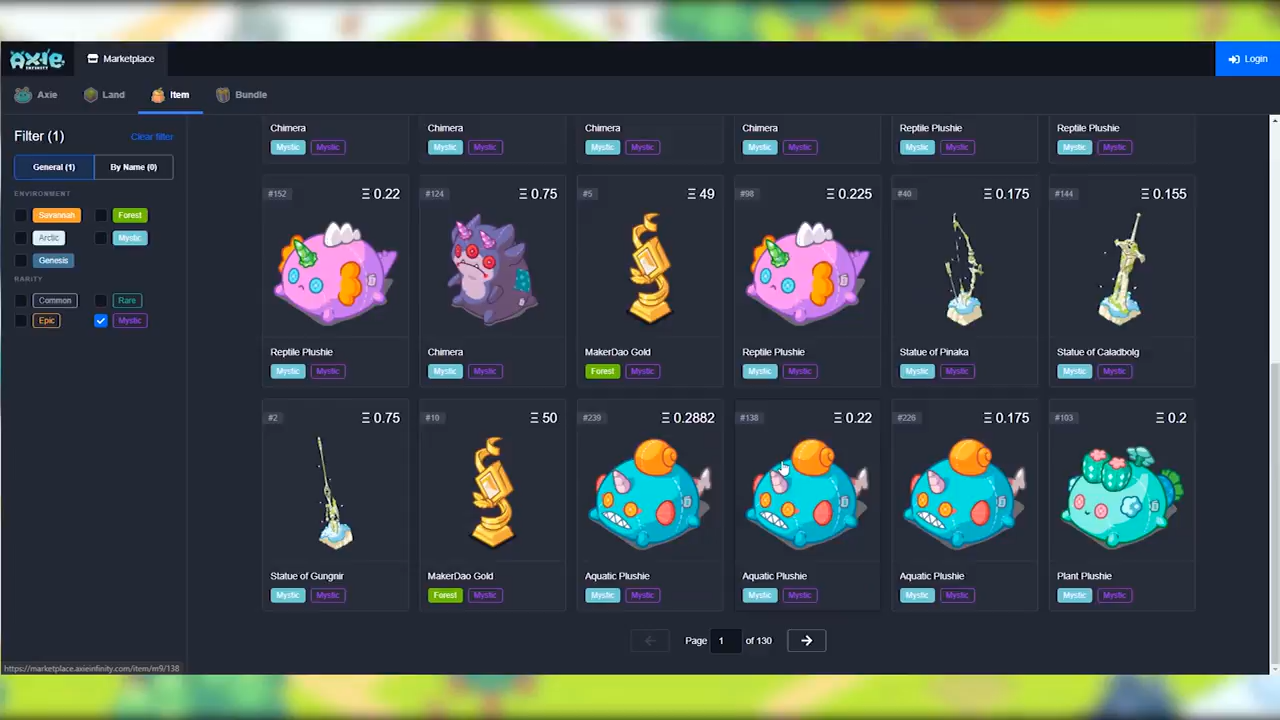 AXIE
INFINITY
Marketplace
Login
Axie
Land
Item
Bundle
Filter (1)
Clear filter
General (1)
By Name (0)
ENVIRONMENT
Savannah
Forest
Arctic
Mystic
Genesis
RARITY
Common
Rare
Epic
Mystic
Chimera
Mystic Mystic
Chimera
Mystic Mystic
Chimera
Mystic Mystic
Chimera
Mystic Mystic
Reptile Plushie
Mystic Mystic
Reptile Plushie
Mystic Mystic
#152 Ξ 0.22
Reptile Plushie
Mystic Mystic
#124 Ξ 0.75
Chimera
Mystic Mystic
#5 Ξ 49
MakerDao Gold
Forest Mystic
#98 Ξ 0.225
Reptile Plushie
Mystic Mystic
#40 Ξ 0.175
Statue of Pinaka
Mystic Mystic
#144 Ξ 0.155
Statue of Caladbolg
Mystic Mystic
#2 Ξ 0.75
Statue of Gungnir
Mystic Mystic
#10 Ξ 50
MakerDao Gold
Forest Mystic
#239 Ξ 0.2882
Aquatic Plushie
Mystic Mystic
#138 Ξ 0.22
Aquatic Plushie
Mystic Mystic
#226 Ξ 0.175
Aquatic Plushie
Mystic Mystic
#103 Ξ 0.2
Plant Plushie
Mystic Mystic
Page 1 of 130
https://marketplace.axieinfinity.com/item/m9/138